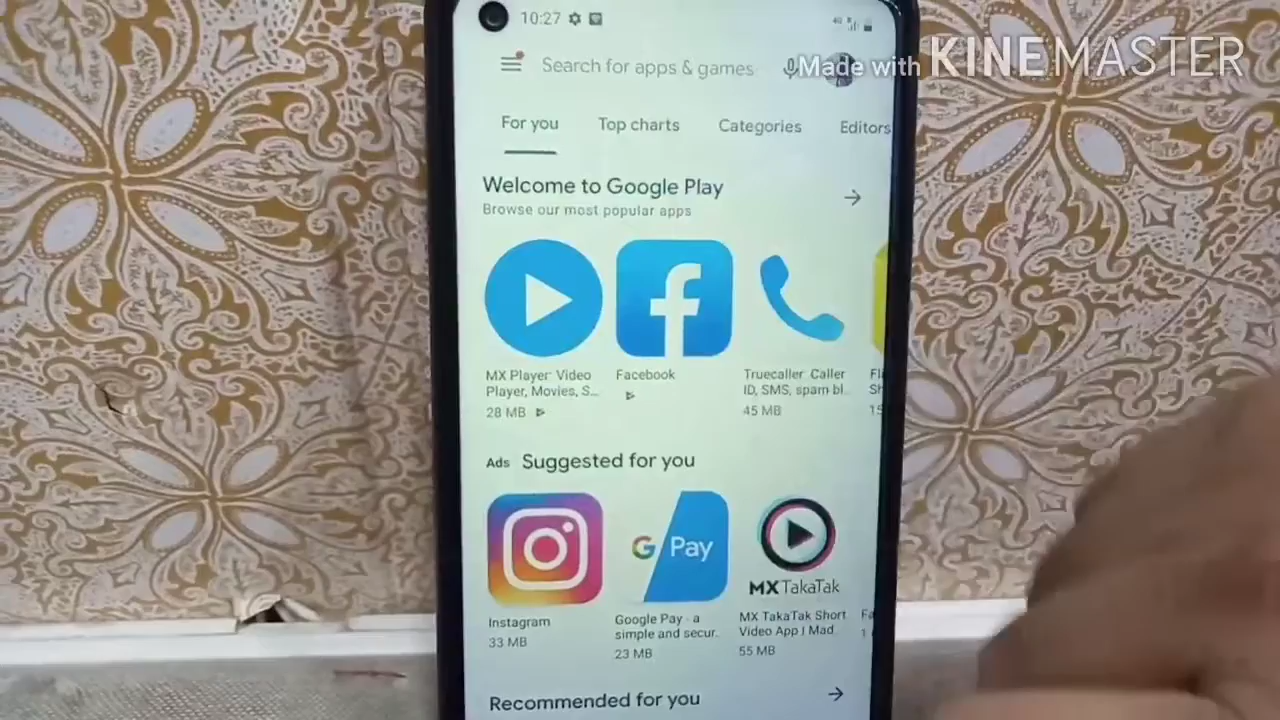 10:27
Search for apps & games
Made with KINEMASTER
For you
Top charts
Categories
Editors
Welcome to Google Play
Browse our most popular apps
MX Player: Video
Player, Movies, S...
28 MB
Facebook
Truecaller: Caller
ID, SMS, spam bl..
45 MB
Ads Suggested for you
G Pay
MX TakaTak
Instagram
33 MB
Google Pay - a
simple and secur..
23 MB
MX TakaTak Short
Video App | Mad..
55 MB
Recommended for you